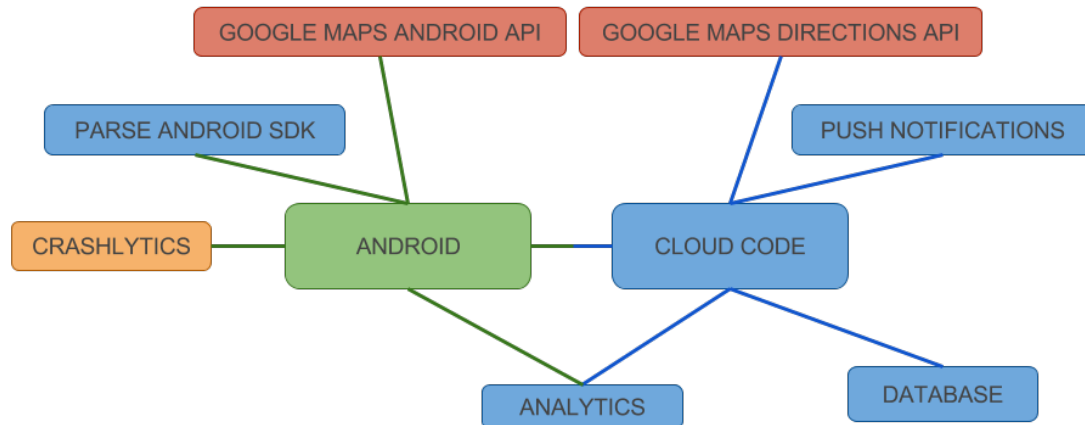 GOOGLE MAPS ANDROID API
GOOGLE MAPS DIRECTIONS API
PARSE ANDROID SDK
PUSH NOTIFICATIONS
CRASHLYTICS
ANDROID
CLOUD CODE
ANALYTICS
DATABASE